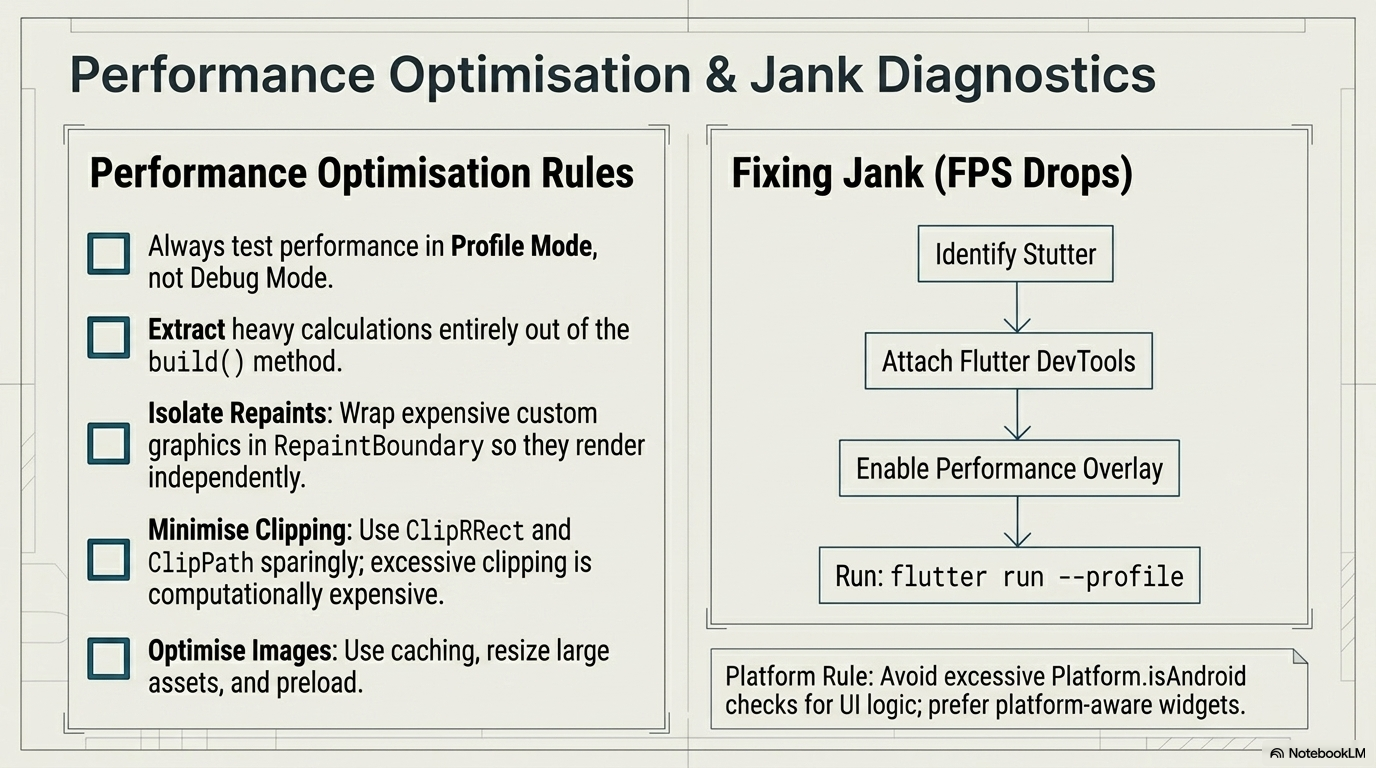 Performance Optimisation & Jank Diagnostics
Performance Optimisation Rules
Always test performance in Profile Mode,
not Debug Mode.
Extract heavy calculations entirely out of the
build() method.
Isolate Repaints: Wrap expensive custom
graphics in RepaintBoundary so they render
independently.
Minimise Clipping: Use ClipRRect and
ClipPath sparingly; excessive clipping is
computationally expensive.
Optimise Images: Use caching, resize large
assets, and preload.
Fixing Jank (FPS Drops)
Identify Stutter
Attach Flutter DevTools
Enable Performance Overlay
Run: flutter run --profile
Platform Rule: Avoid excessive Platform.isAndroid
checks for UI logic; prefer platform-aware widgets.
NotebookLM